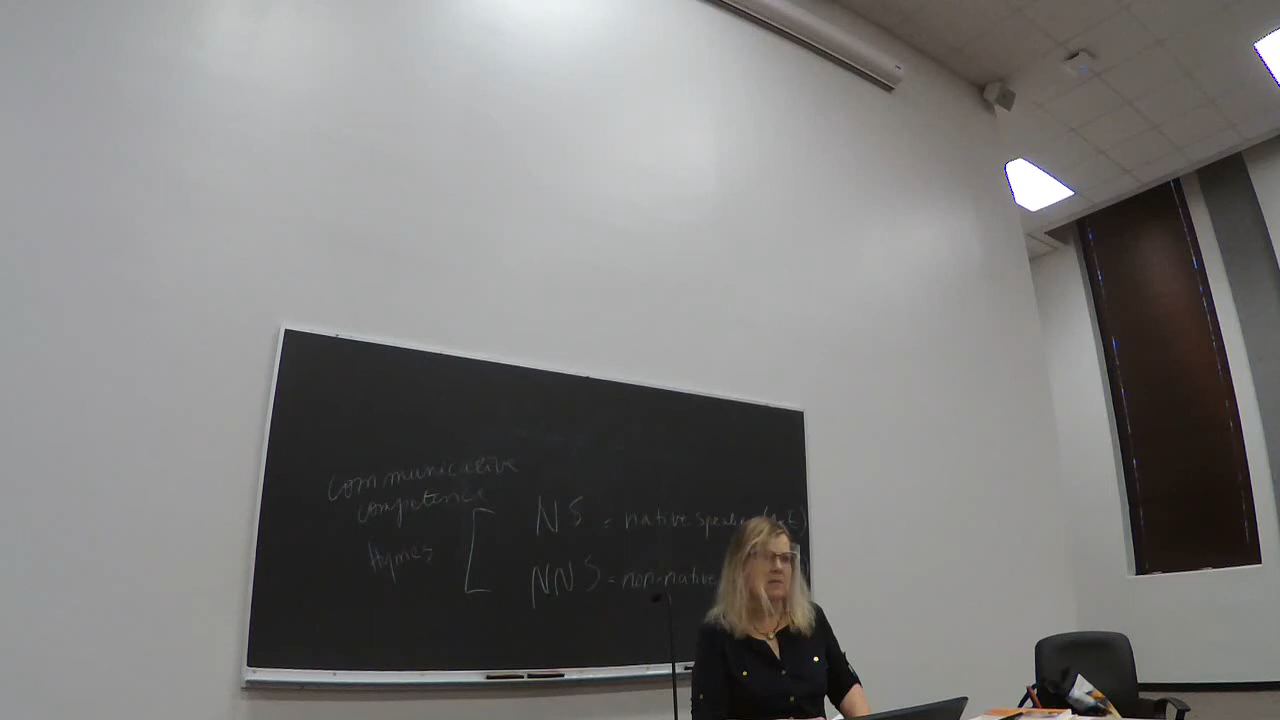 communicative
competence
Hymes
NS = native speaker
NNS = non-native